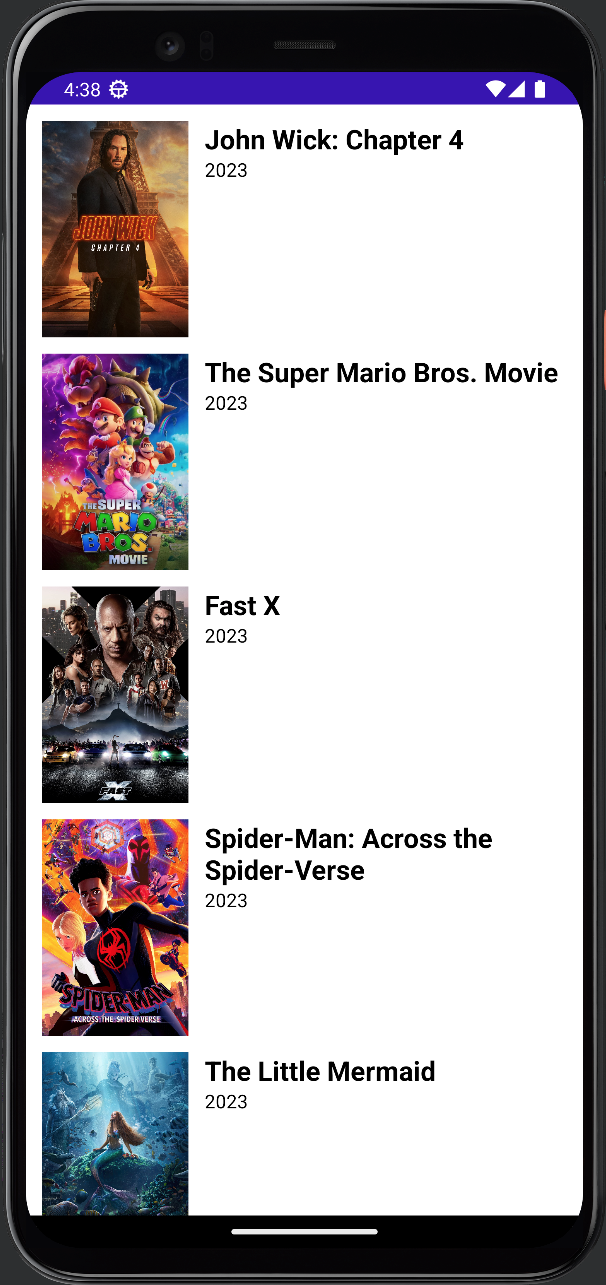 4:38
JOHN WICK
CHAPTER 4
John Wick: Chapter 4
2023
THE SUPER
MARIO
BROS.
MOVIE
The Super Mario Bros. Movie
2023
FAST
X
Fast X
2023
SPIDER-MAN
ACROSS THE SPIDER-VERSE
Spider-Man: Across the
Spider-Verse
2023
The Little Mermaid
2023